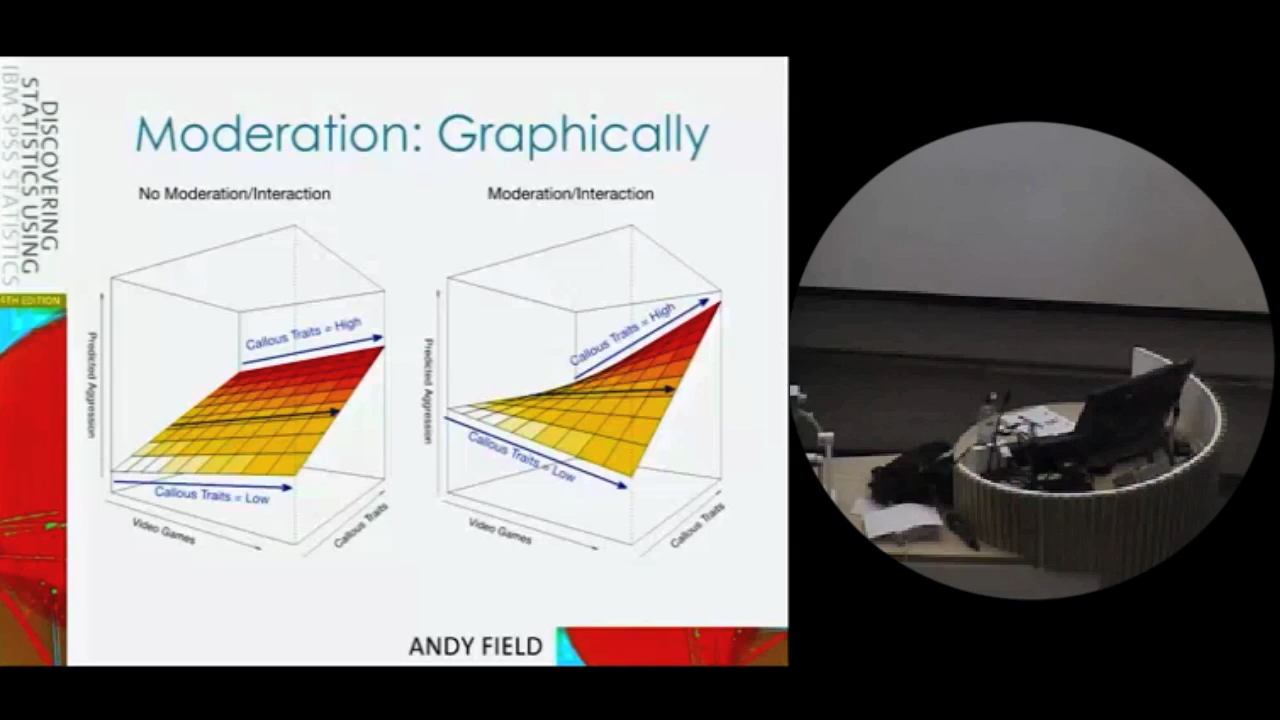 DISCOVERING
STATISTICS USING
IBM SPSS STATISTICS
4TH EDITION
Moderation: Graphically
No Moderation/Interaction
Moderation/Interaction
Predicted Aggression
Callous Traits = High
Callous Traits = Low
Video Games
Callous Traits
Predicted Aggression
Callous Traits = High
Callous Traits = Low
Video Games
Callous Traits
ANDY FIELD